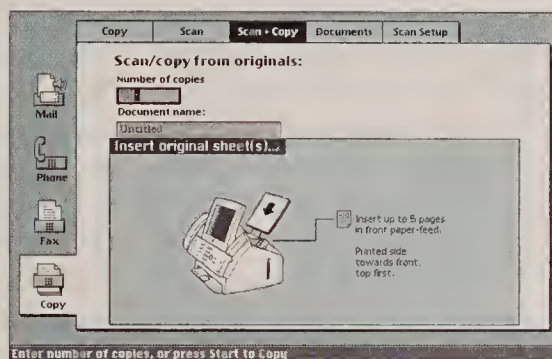 Copy Scan Scan + Copy Documents Scan Setup
Scan/copy from originals:
Number of copies
Document name:
Untitled
Insert original sheet(s)...
Mail
Phone
Fax
Copy
Insert up to 5 pages
in front paper-feed.
Printed side
towards front,
top first.
Enter number of copies, or press Start to Copy